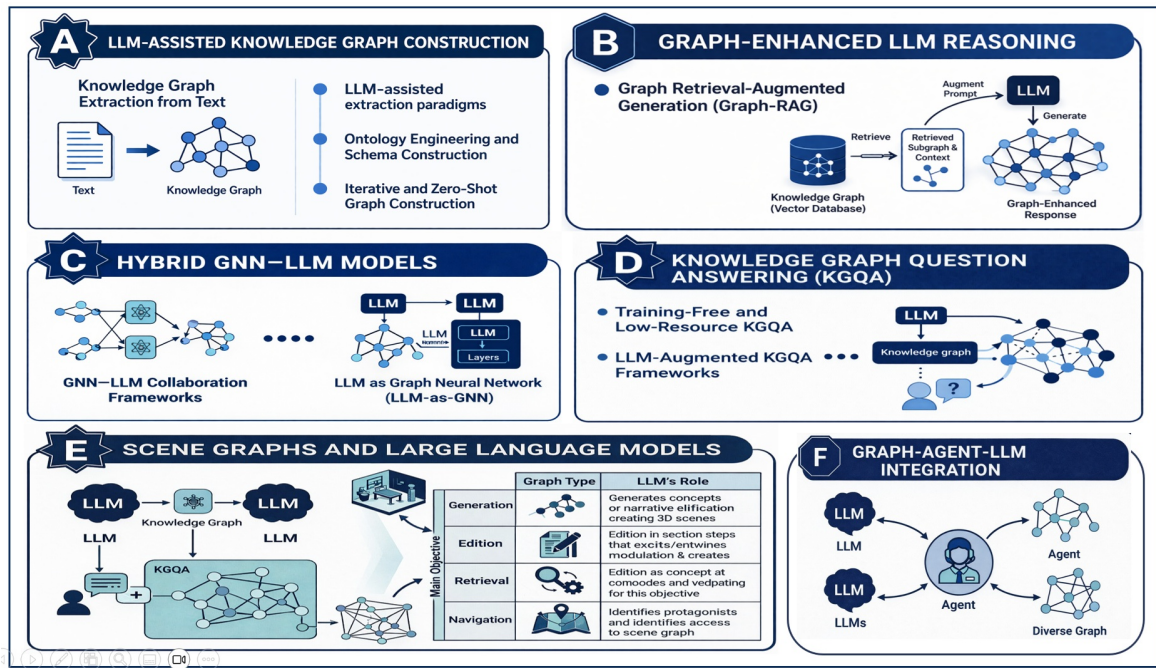 A
LLM-ASSISTED KNOWLEDGE GRAPH CONSTRUCTION
Knowledge Graph
Extraction from Text
Text
Knowledge Graph
LLM-assisted
extraction paradigms
Ontology Engineering and
Schema Construction
Iterative and Zero-Shot
Graph Construction
B
GRAPH-ENHANCED LLM REASONING
Graph Retrieval-Augmented
Generation (Graph-RAG)
Knowledge Graph
(Vector Database)
Retrieve
Retrieved
Subgraph &
Context
Augment
Prompt
LLM
Generate
Graph-Enhanced
Response
C
HYBRID GNN–LLM MODELS
GNN–LLM Collaboration
Frameworks
LLM
LLM
LLM
LLM
Layers
LLM as Graph Neural Network
(LLM-as-GNN)
D
KNOWLEDGE GRAPH QUESTION
ANSWERING (KGQA)
Training-Free and
Low-Resource KGQA
LLM-Augmented KGQA
Frameworks
LLM
Knowledge graph
?
E
SCENE GRAPHS AND LARGE LANGUAGE MODELS
LLM
Knowledge Graph
LLM
LLM
LLM
KGQA
+
Main Objective
Graph Type
LLM's Role
Generation
Generates concepts
or narrative elification
creating 3D scenes
Edition
Edition in section steps
that excits/entwines
modulation & creates
Retrieval
Edition as concept at
comoodes and vedpating
for this objective
Navigation
Identifies protagonists
and identifies access
to scene graph
F
GRAPH-AGENT-LLM
INTEGRATION
LLM
LLM
LLM
LLMs
Agent
Agent
Diverse Graph